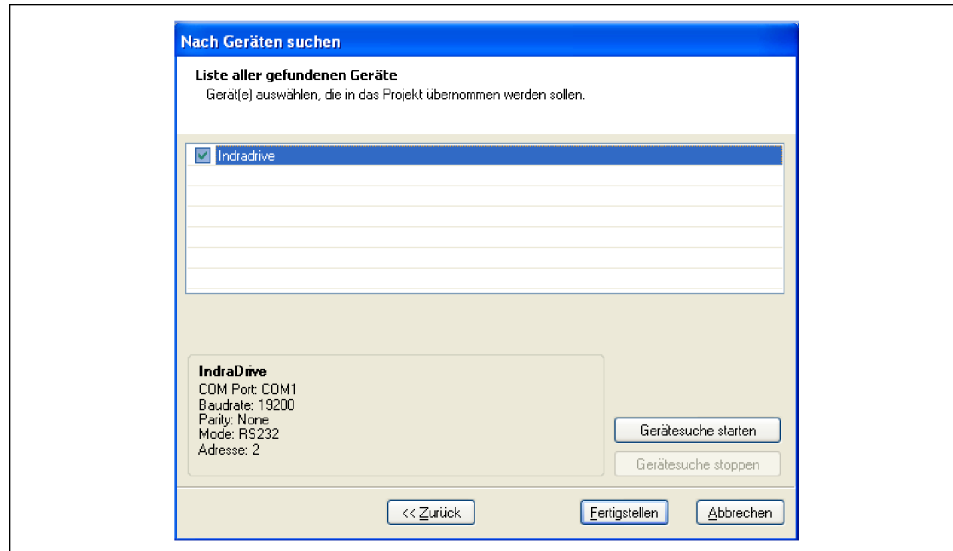 Nach Geräten suchen
Liste aller gefundenen Geräte
Gerät(e) auswählen, die in das Projekt übernommen werden sollen.
Indradrive
IndraDrive
COM Port: COM1
Baudrate: 19200
Parity: None
Mode: RS232
Adresse: 2
Gerätesuche starten
Gerätesuche stoppen
<< Zurück
Fertigstellen
Abbrechen